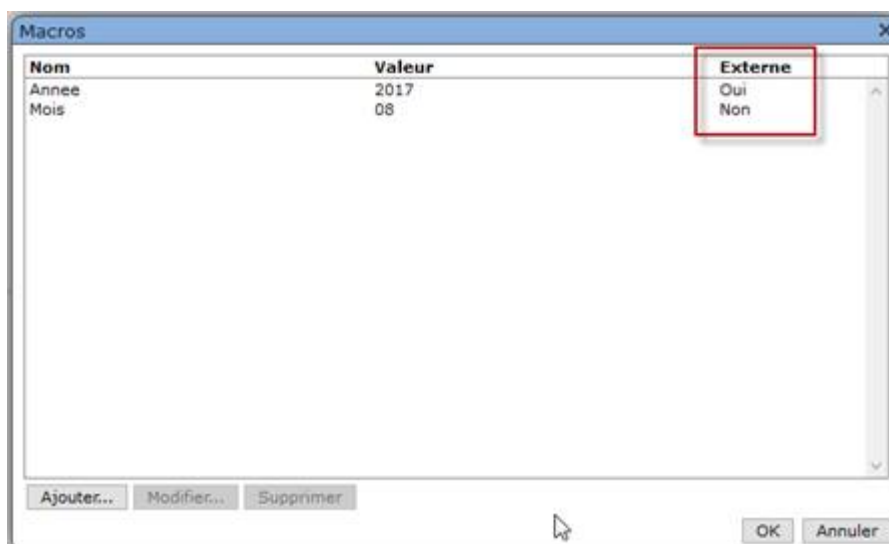 Macros
Nom Valeur Externe
Annee 2017 Oui
Mois 08 Non
Ajouter... Modifier... Supprimer
OK Annuler